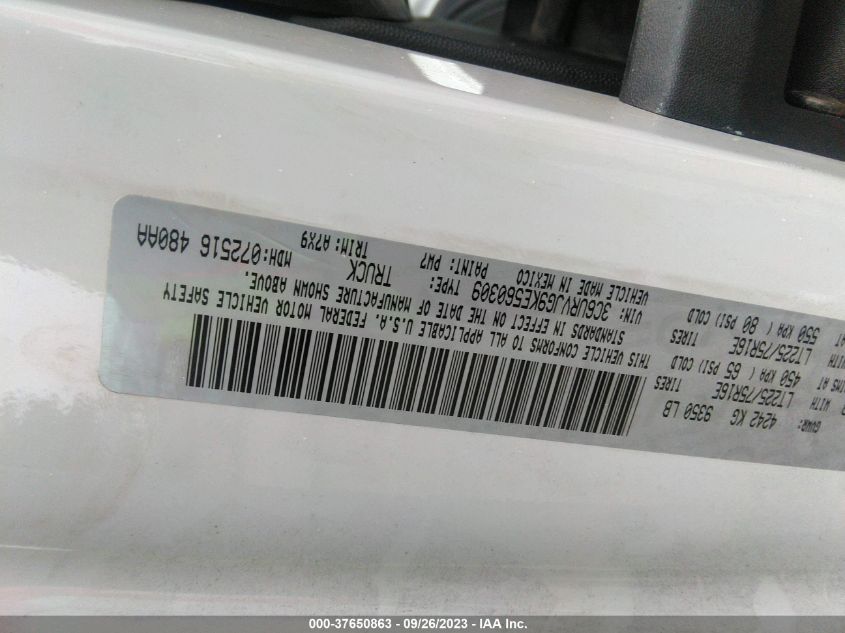 GVWR:
4242 KG 9350 LB
WITH LT225/75R16E TIRES
AT 450 KPA ( 65 PSI) COLD
LT225/75R16E TIRES
AT 550 KPA ( 80 PSI) COLD
THIS VEHICLE CONFORMS TO ALL APPLICABLE U.S.A. FEDERAL MOTOR VEHICLE SAFETY
STANDARDS IN EFFECT ON THE DATE OF MANUFACTURE SHOWN ABOVE.
VIN: 3C6URVJG9KE560309 TYPE: TRUCK MDH:072516 480AA
VEHICLE MADE IN MEXICO PAINT: PW7 TRIM: A7X9
000-37650863 - 09/26/2023 - IAA Inc.